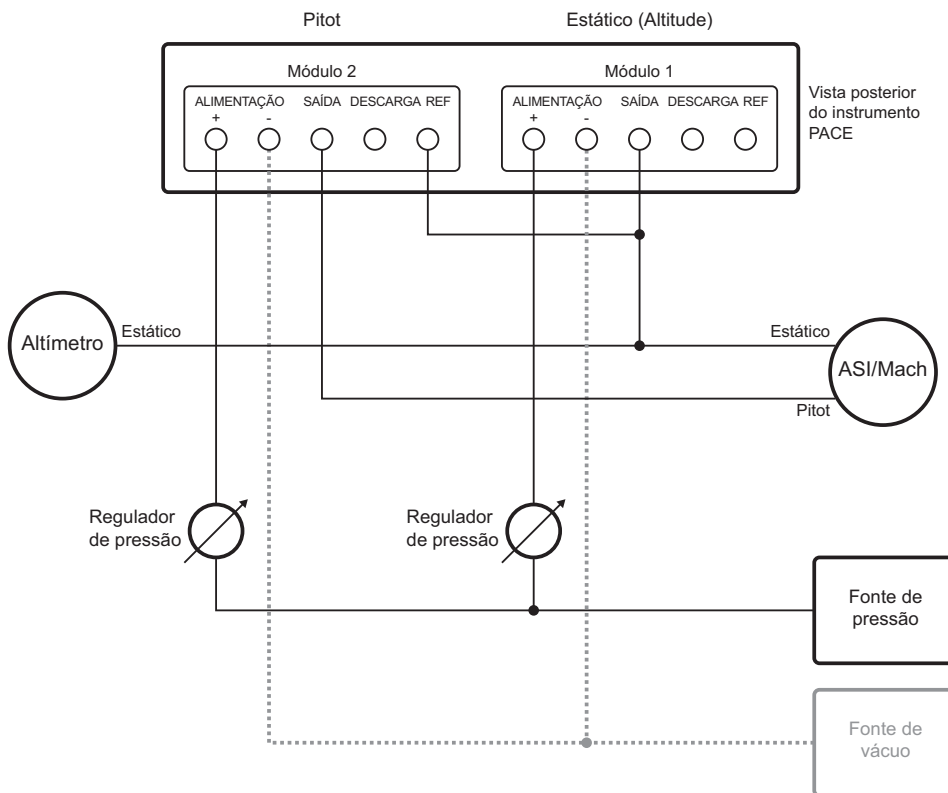 Pitot
Estático (Altitude)
Módulo 2
Módulo 1
ALIMENTAÇÃO SAÍDA DESCARGA REF
+ -
ALIMENTAÇÃO SAÍDA DESCARGA REF
+ -
Vista posterior
do instrumento
PACE
Altímetro
Estático
Estático
ASI/Mach
Pitot
Regulador
de pressão
Regulador
de pressão
Fonte de
pressão
Fonte de
vácuo